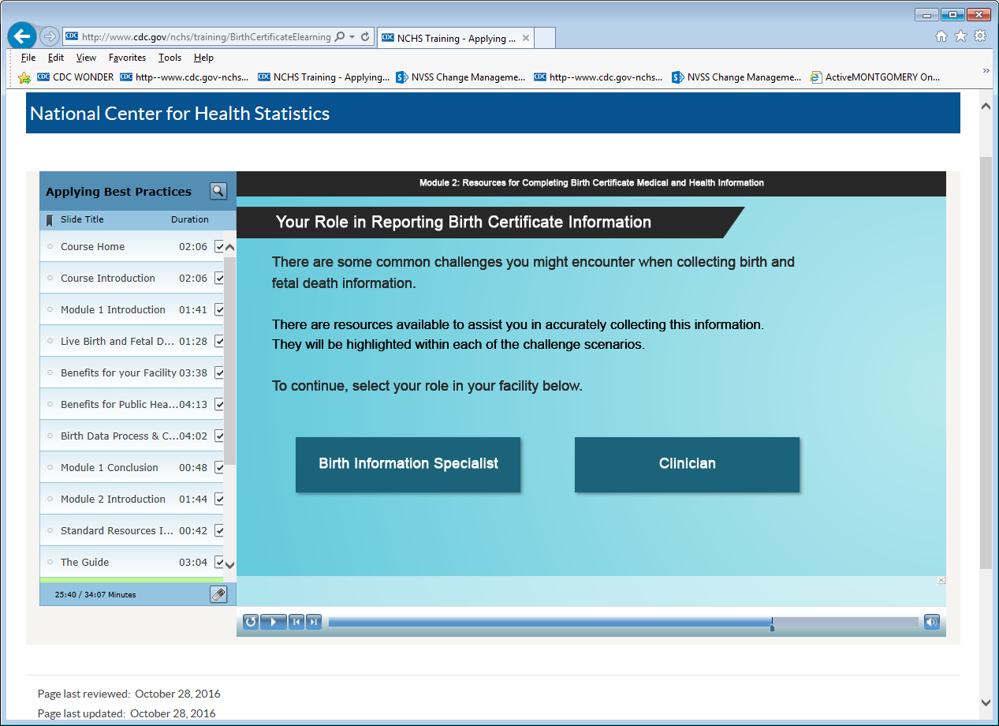 CDC http://www.cdc.gov/nchs/training/BirthCertificateElearning
CDC NCHS Training - Applying ...
File Edit View Favorites Tools Help
CDC CDC WONDER CDC http--www.cdc.gov-nchs... CDC NCHS Training - Applying... S NVSS Change Manageme... CDC http--www.cdc.gov-nchs... S NVSS Change Manageme... ActiveMONTGOMERY On...
National Center for Health Statistics
Applying Best Practices
Slide Title Duration
Course Home 02:06
Course Introduction 02:06
Module 1 Introduction 01:41
Live Birth and Fetal D... 01:28
Benefits for your Facility 03:38
Benefits for Public Hea... 04:13
Birth Data Process & C... 04:02
Module 1 Conclusion 00:48
Module 2 Introduction 01:44
Standard Resources I... 00:42
The Guide 03:04
25:40 / 34:07 Minutes
Module 2: Resources for Completing Birth Certificate Medical and Health Information
Your Role in Reporting Birth Certificate Information
There are some common challenges you might encounter when collecting birth and
fetal death information.
There are resources available to assist you in accurately collecting this information.
They will be highlighted within each of the challenge scenarios.
To continue, select your role in your facility below.
Birth Information Specialist
Clinician
Page last reviewed: October 28, 2016
Page last updated: October 28, 2016